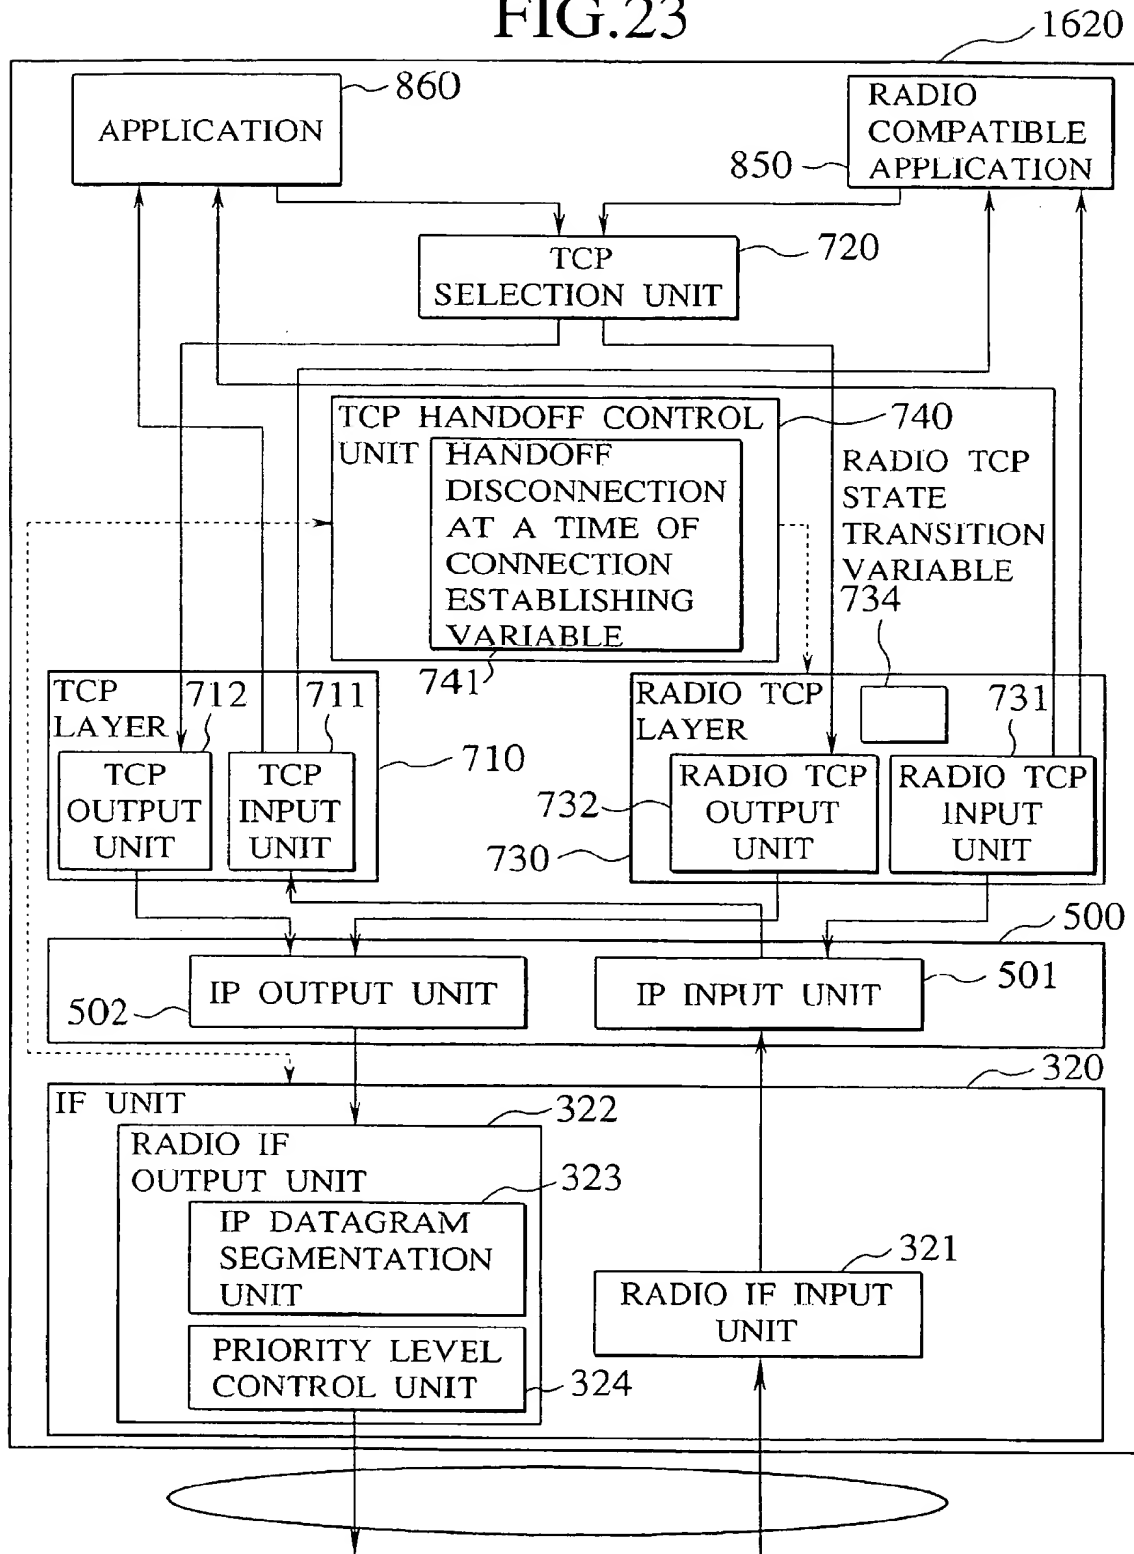 FIG.23
1620
860
APPLICATION
RADIO
COMPATIBLE
APPLICATION
850
720
TCP
SELECTION UNIT
TCP HANDOFF CONTROL
UNIT
740
HANDOFF
DISCONNECTION
AT A TIME OF
CONNECTION
ESTABLISHING
VARIABLE
741
RADIO TCP
STATE
TRANSITION
VARIABLE
734
TCP
LAYER
712
711
710
TCP
OUTPUT
UNIT
TCP
INPUT
UNIT
RADIO TCP
LAYER
731
732
730
RADIO TCP
OUTPUT
UNIT
RADIO TCP
INPUT
UNIT
500
502
IP OUTPUT UNIT
IP INPUT UNIT
501
320
IF UNIT
322
RADIO IF
OUTPUT UNIT
323
IP DATAGRAM
SEGMENTATION
UNIT
321
RADIO IF INPUT
UNIT
PRIORITY LEVEL
CONTROL UNIT
324